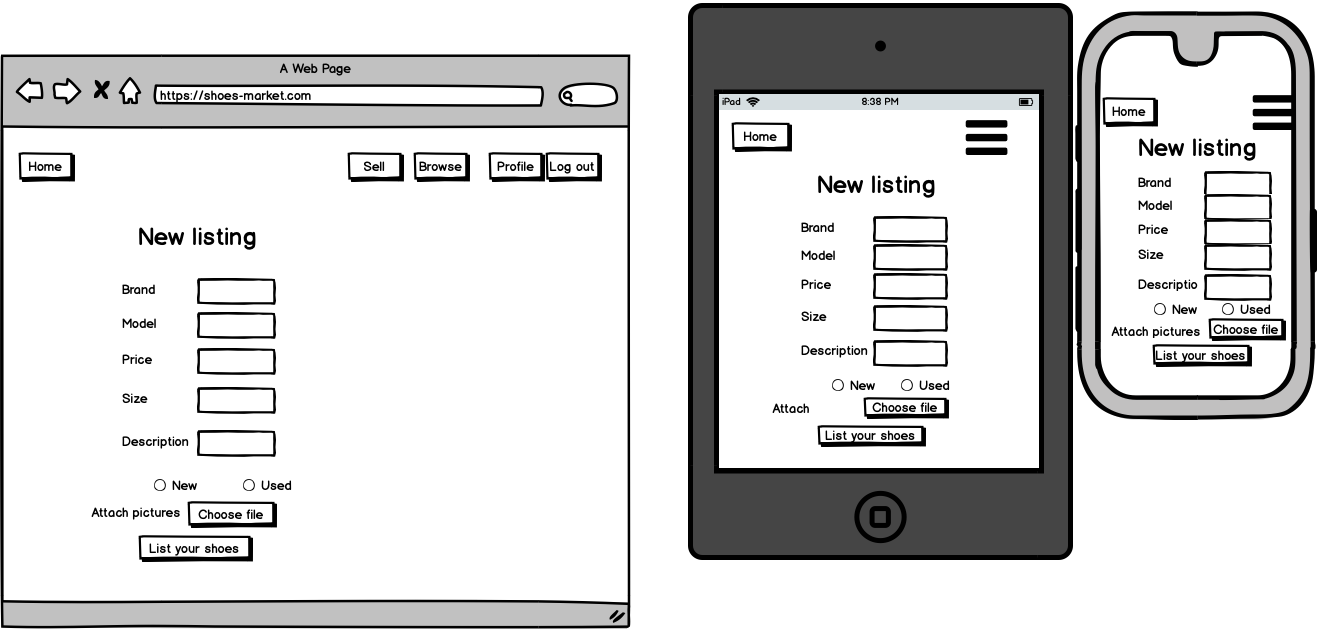 A Web Page
https://shoes-market.com
Home
Sell
Browse
Profile
Log out
New listing
Brand
Model
Price
Size
Description
New
Used
Attach pictures
Choose file
List your shoes
iPad
8:38 PM
Home
New listing
Brand
Model
Price
Size
Description
New
Used
Attach
Choose file
List your shoes
Home
New listing
Brand
Model
Price
Size
Descriptio
New
Used
Attach pictures
Choose file
List your shoes